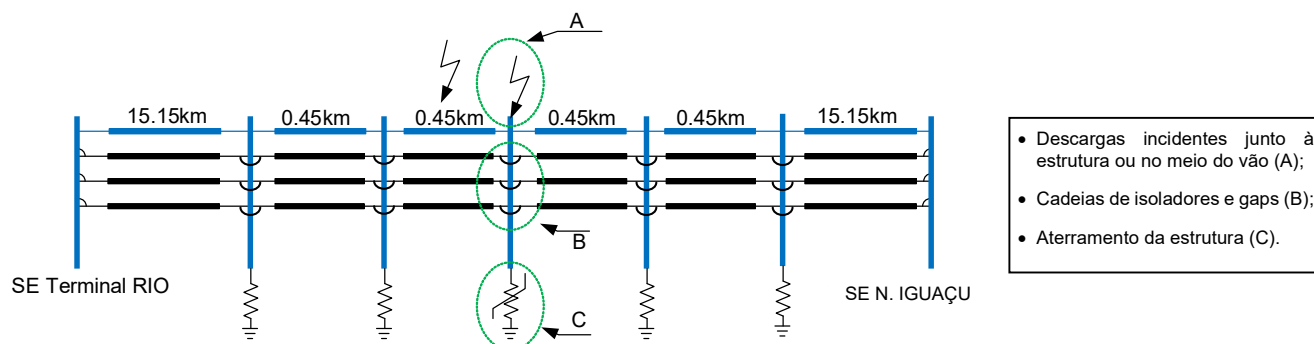 A
15.15km 0.45km 0.45km 0.45km 0.45km 15.15km
• Descargas incidentes junto à
estrutura ou no meio do vão (A);
• Cadeias de isoladores e gaps (B);
• Aterramento da estrutura (C).
B
SE Terminal RIO
SE N. IGUAÇU
C